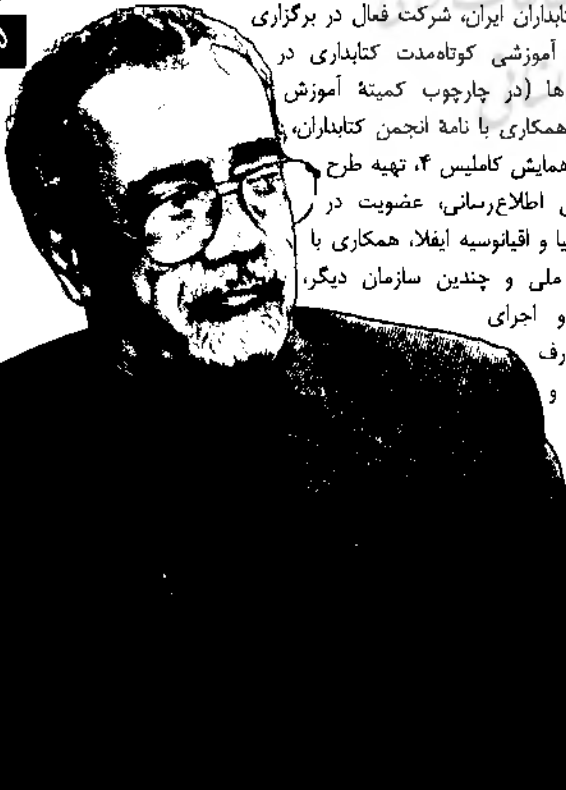 تابداران ایران، شرکت فعال در برگزاری
آموزشی کوتاه‌مدت کتابداری در
ها (در چارچوب کمیتهٔ آموزش
همکاری با نامهٔ انجمن کتابداران،
همایش کاملیس ۴، تهیه طرح
اطلاع‌رسانی، عضویت در
یا و اقیانوسیه ایفلا، همکاری با
ملی و چندین سازمان دیگر،
و اجرای
رف
و